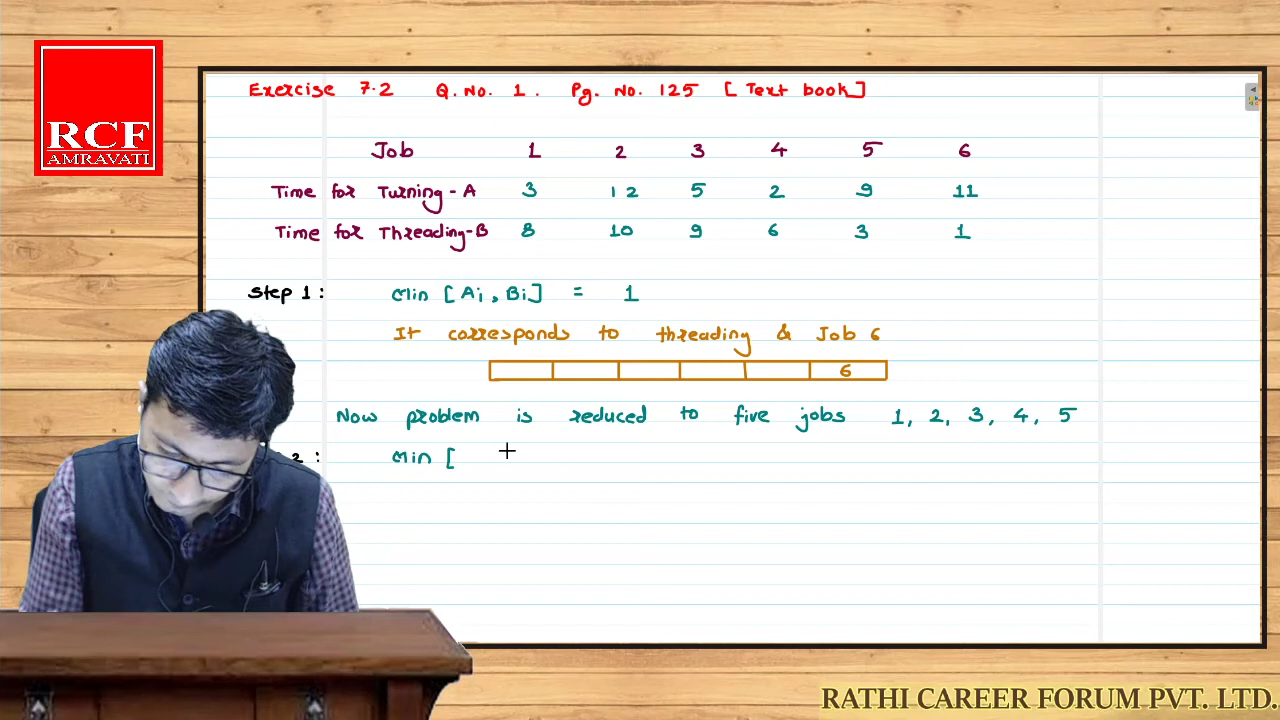 RCF
AMRAVATI
Exercise 7.2 Q. No. 1. Pg. No. 125 [Text book]
Job 1 2 3 4 5 6
Time for Turning - A 3 12 5 2 9 11
Time for Threading-B 8 10 9 6 3 1
Step 1 : Min [Ai, Bi] = 1
It corresponds to threading & Job 6
6
Now problem is reduced to five jobs 1, 2, 3, 4, 5
2 : Min [
RATHI CAREER FORUM PVT. LTD.